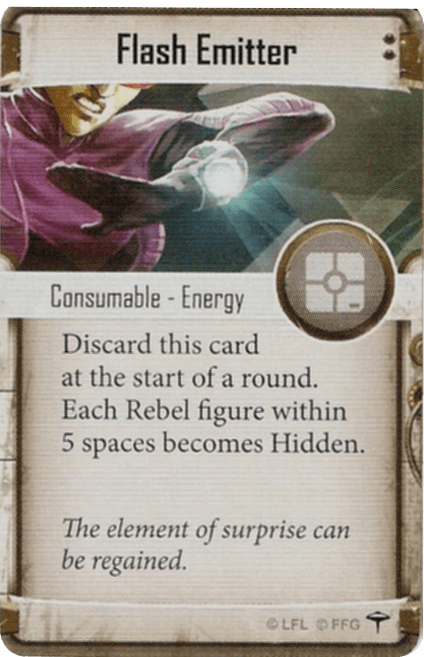 Flash Emitter
Consumable - Energy
Discard this card
at the start of a round.
Each Rebel figure within
5 spaces becomes Hidden.
The element of surprise can
be regained.
©LFL ©FFG